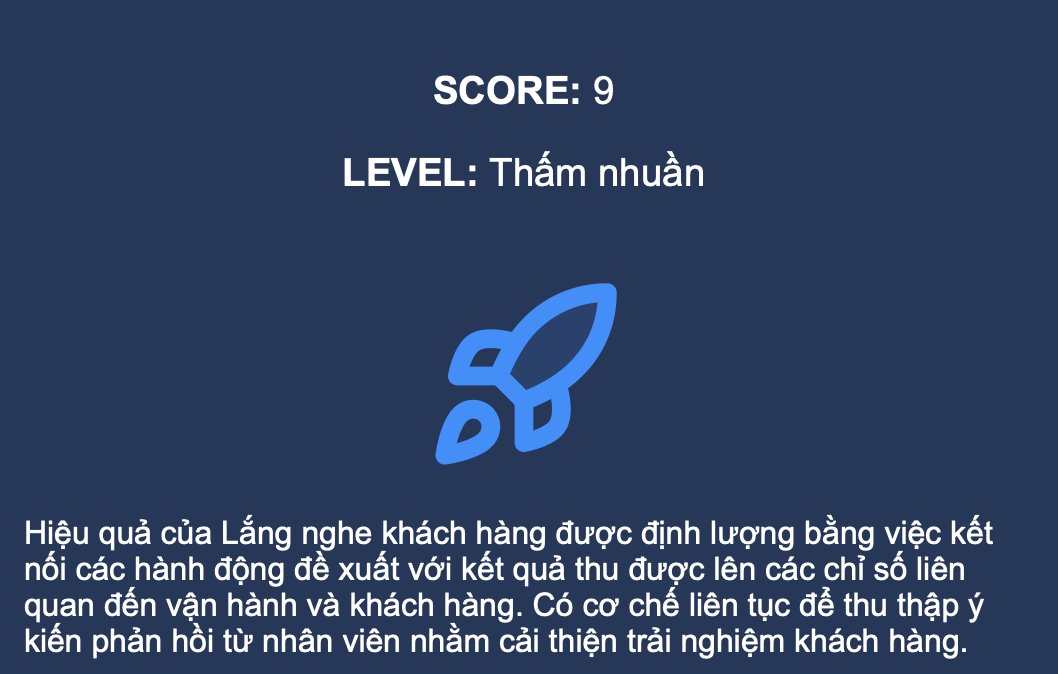 SCORE: 9
LEVEL: Thấm nhuần
Hiệu quả của Lắng nghe khách hàng được định lượng bằng việc kết
nối các hành động đề xuất với kết quả thu được lên các chỉ số liên
quan đến vận hành và khách hàng. Có cơ chế liên tục để thu thập ý
kiến phản hồi từ nhân viên nhằm cải thiện trải nghiệm khách hàng.